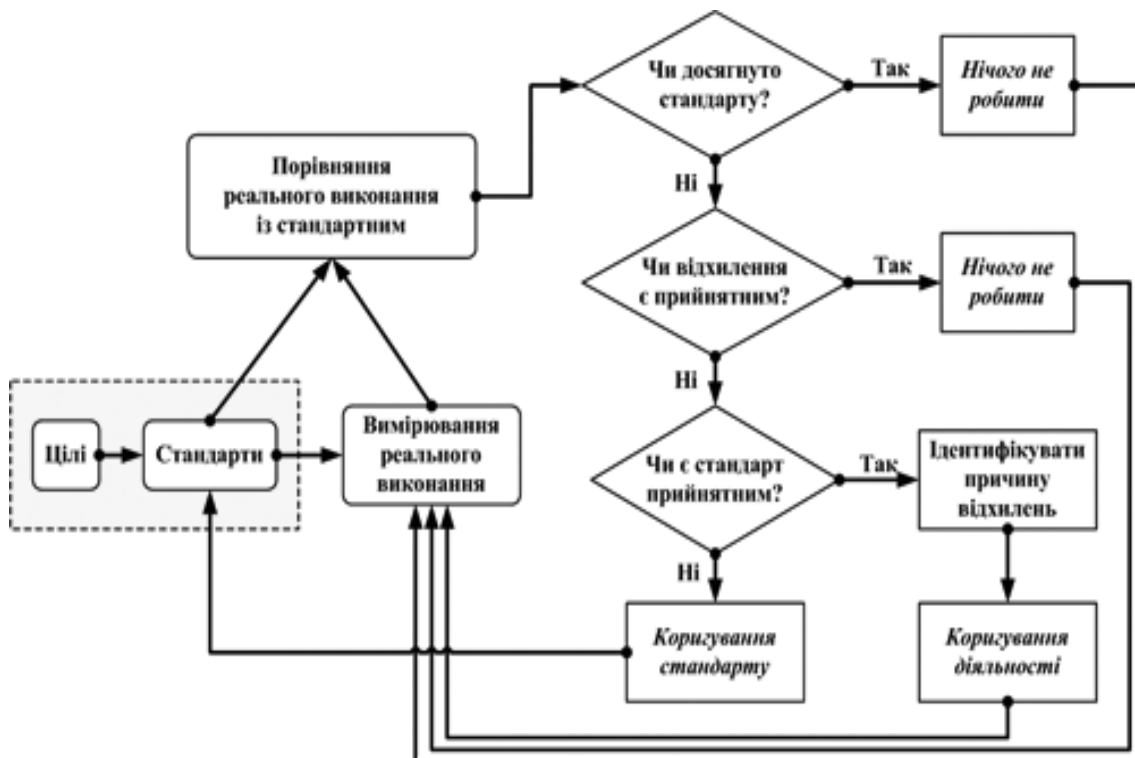 Чи досягнуто
стандарту?
Так
Нічого не
робити
Порівняння
реального виконання
із стандартним
Ні
Чи відхилення
є прийнятним?
Так
Нічого не
робити
Ні
Цілі
Стандарти
Вимірювання
реального
виконання
Чи є стандарт
прийнятним?
Так
Ідентифікувати
причину
відхилень
Ні
Коригування
стандарту
Коригування
діяльності